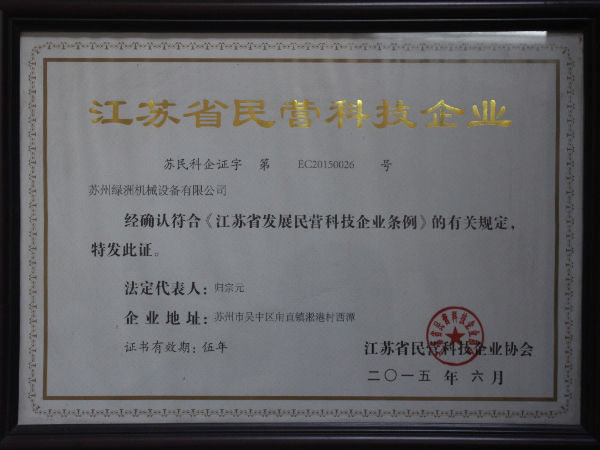 江苏省民营科技企业
苏民科企证字 第 EC20150026 号
苏州绿洲机械设备有限公司
经确认符合《江苏省发展民营科技企业条例》的有关规定,
特发此证。
法定代表人: 归宗元
企业地址: 苏州市吴中区甪直镇淞港村西潭
证书有效期: 伍年
江苏省民营科技企业协会
二〇一五 年 六 月